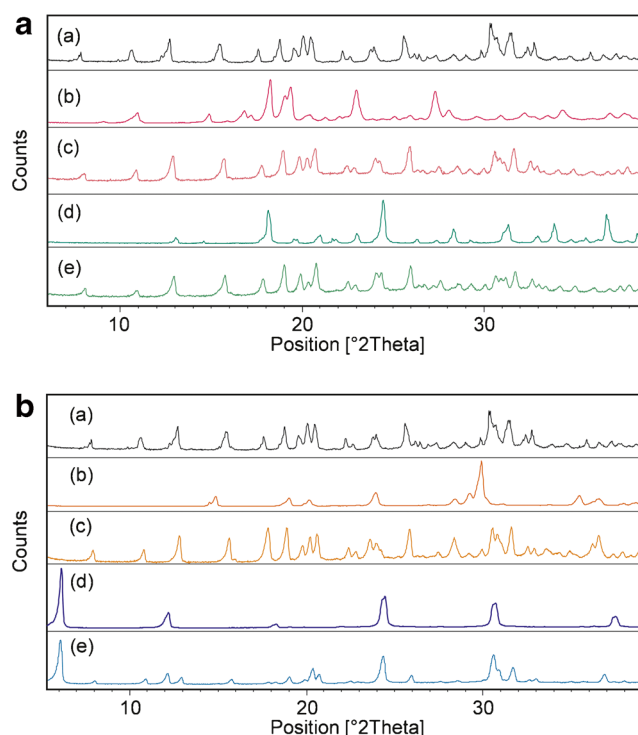 a
(a)
(b)
(c)
(d)
(e)
Counts
10 20 30
Position [°2Theta]
b
(a)
(b)
(c)
(d)
(e)
Counts
10 20 30
Position [°2Theta]